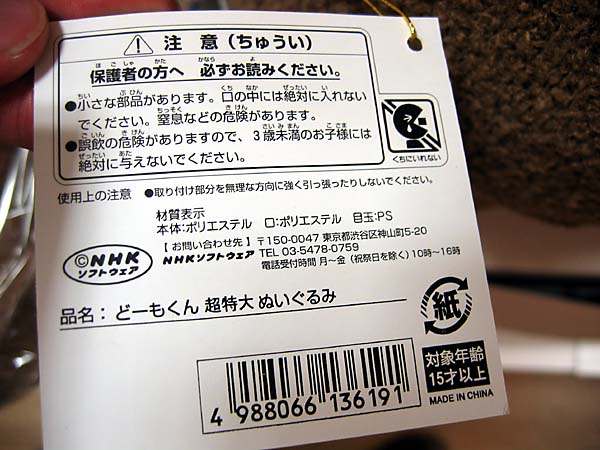 注意(ちゅうい)
保護者の方へ 必ずお読みください。
●小さな部品があります。口の中には絶対に入れない
でください。窒息などの危険があります。
●誤飲の危険がありますので、3歳未満のお子様には
絶対に与えないでください。
くちにいれない
使用上の注意 ●取り付け部分を無理な方向に強く引っ張ったりしないでください。
材質表示
本体:ポリエステル 口:ポリエステル 目玉:PS
【お問い合わせ先】 〒150-0047 東京都渋谷区神山町5-20
NHKソフトウェア TEL 03-5478-0759
電話受付時間 月〜金(祝祭日を除く)10時〜16時
©NHK
ソフトウェア
品名:どーもくん 超特大 ぬいぐるみ
紙
対象年齢
15才以上
MADE IN CHINA
4 988066 136191